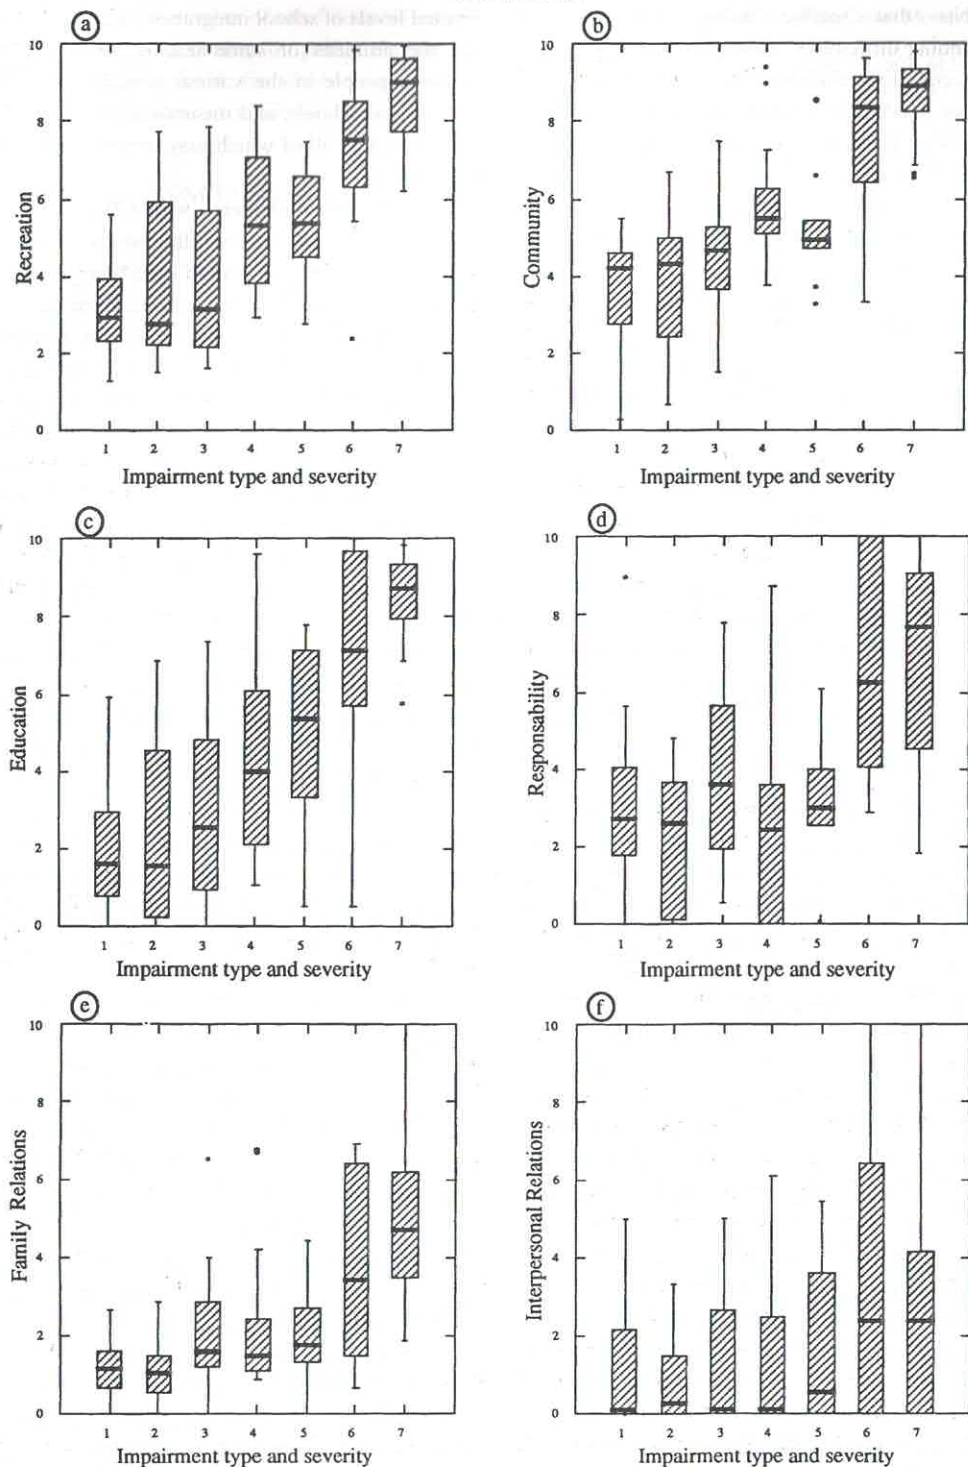 a
b
10
8
6
4
2
0
Recreation
1 2 3 4 5 6 7
Impairment type and severity
10
8
6
4
2
0
Community
1 2 3 4 5 6 7
Impairment type and severity
c
d
10
8
6
4
2
0
Education
1 2 3 4 5 6 7
Impairment type and severity
10
8
6
4
2
0
Responsability
1 2 3 4 5 6 7
Impairment type and severity
e
f
10
8
6
4
2
0
Family Relations
1 2 3 4 5 6 7
Impairment type and severity
10
8
6
4
2
0
Interpersonal Relations
1 2 3 4 5 6 7
Impairment type and severity